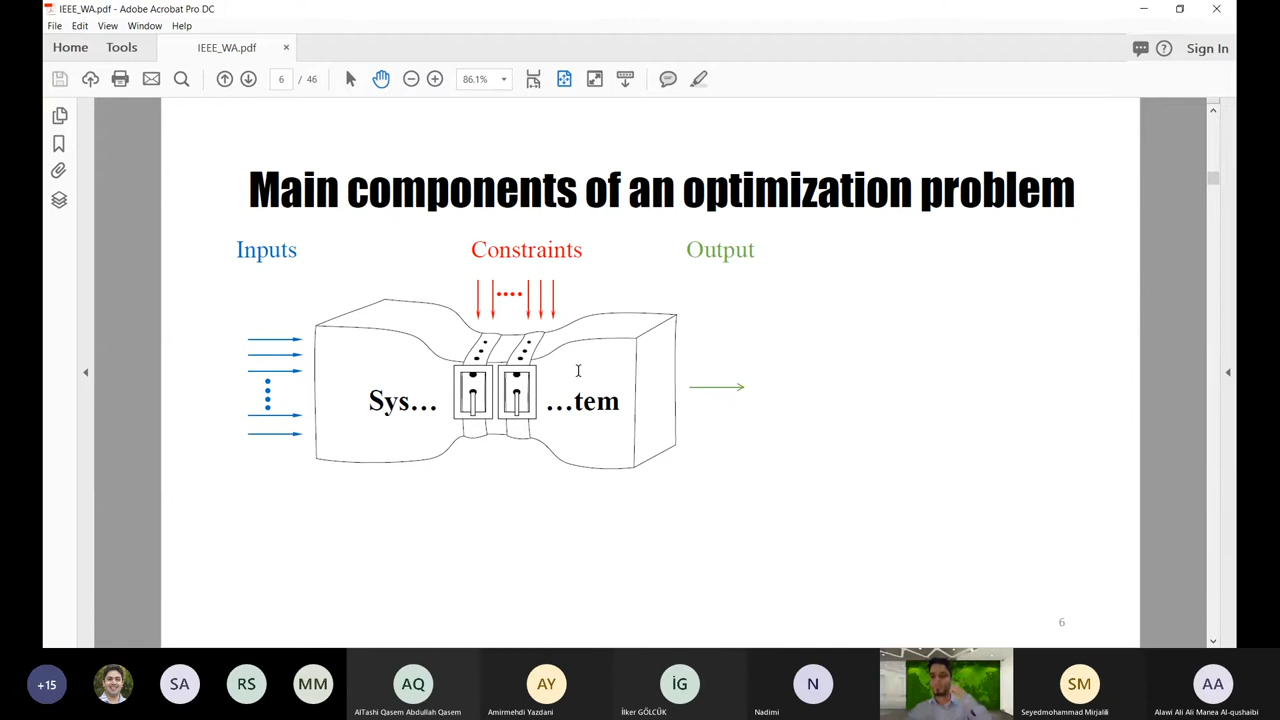 IEEE_WA.pdf - Adobe Acrobat Pro DC
File Edit View Window Help
Home Tools IEEE_WA.pdf × Sign In
6 / 46 86.1%
Main components of an optimization problem
Inputs Constraints Output
Sys... ...tem
6
+15 SA RS MM AQ AY İG N SM AA
AlTashi Qasem Abdullah Qasem Amirmehdi Yazdani İlker GÖLCÜK Nadimi Seyedmohammad Mirjalili Alawi Ali Ali Manea Al-qushaibi